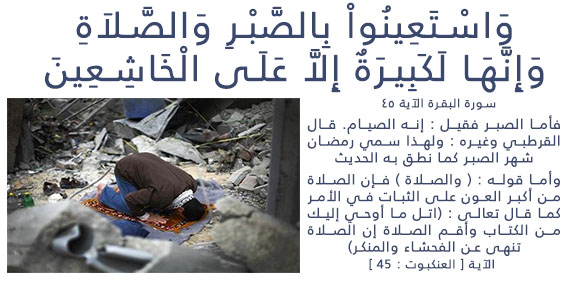 وَاسْتَعِينُواْ بِالصَّبْرِ وَالصَّلاَةِ
وَإِنَّهَا لَكَبِيرَةٌ إِلاَّ عَلَى الْخَاشِعِينَ
سورة البقرة الآية ٤٥
فأما الصبر فقيل : إنه الصيام. قال
القرطبي وغيره : ولهذا سمي رمضان
شهر الصبر كما نطق به الحديث
وأما قوله : ( والصلاة ) فإن الصلاة
من أكبر العون على الثبات في الأمر
كما قال تعالى : (اتل ما أوحي إليك
من الكتاب وأقم الصلاة إن الصلاة
تنهى عن الفحشاء والمنكر)
الآية [ العنكبوت : 45 ]